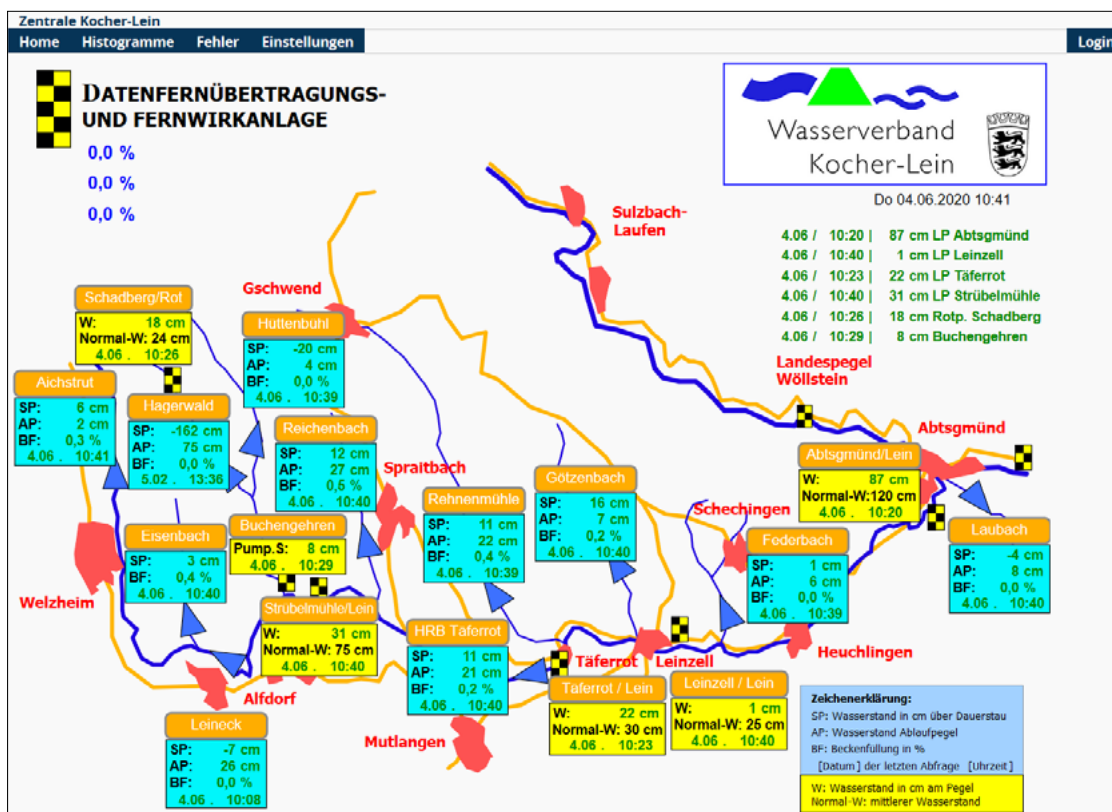 Zentrale Kocher-Lein
Home Histogramme Fehler Einstellungen Login
DATENFERNÜBERTRAGUNGS-
UND FERNWIRKANLAGE
0,0 %
0,0 %
0,0 %
Wasserverband
Kocher-Lein
Do 04.06.2020 10:41
4.06 / 10:20 | 87 cm LP Abtsgmünd
4.06 / 10:40 | 1 cm LP Leinzell
4.06 / 10:23 | 22 cm LP Täferrot
4.06 / 10:40 | 31 cm LP Strübelmühle
4.06 / 10:26 | 18 cm Rotp. Schadberg
4.06 / 10:29 | 8 cm Buchengehren
Sulzbach-
Laufen
Gschwend
Landespegel
Wöllstein
Abtsgmünd
Spraitbach
Schechingen
Welzheim
Alfdorf
Mutlangen
Täferrot
Leinzell
Heuchlingen
Schadberg/Rot
W: 18 cm
Normal-W: 24 cm
4.06 . 10:26
Hüttenbühl
SP: -20 cm
AP: 4 cm
BF: 0,0 %
4.06 . 10:39
Aichstrut
SP: 6 cm
AP: 2 cm
BF: 0,3 %
4.06 . 10:41
Hagerwald
SP: -162 cm
AP: 75 cm
BF: 0,0 %
5.02 . 13:36
Reichenbach
SP: 12 cm
AP: 27 cm
BF: 0,5 %
4.06 . 10:40
Rehnenmühle
SP: 11 cm
AP: 22 cm
BF: 0,4 %
4.06 . 10:39
Götzenbach
SP: 16 cm
AP: 7 cm
BF: 0,2 %
4.06 . 10:40
Abtsgmünd/Lein
W: 87 cm
Normal-W:120 cm
4.06 . 10:20
Eisenbach
SP: 3 cm
BF: 0,4 %
4.06 . 10:40
Buchengehren
Pump.S: 8 cm
4.06 . 10:29
Federbach
SP: 1 cm
AP: 6 cm
BF: 0,0 %
4.06 . 10:39
Laubach
SP: -4 cm
AP: 8 cm
BF: 0,0 %
4.06 . 10:40
Strübelmühle/Lein
W: 31 cm
Normal-W: 75 cm
4.06 . 10:40
HRB Täferrot
SP: 11 cm
AP: 21 cm
BF: 0,2 %
4.06 . 10:40
Täferrot / Lein
W: 22 cm
Normal-W: 30 cm
4.06 . 10:23
Leinzell / Lein
W: 1 cm
Normal-W: 25 cm
4.06 . 10:40
Leineck
SP: -7 cm
AP: 26 cm
BF: 0,0 %
4.06 . 10:08
Zeichenerklärung:
SP: Wasserstand in cm über Dauerstau
AP: Wasserstand Ablaufpegel
BF: Beckenfüllung in %
[Datum] der letzten Abfrage [Uhrzeit]
W: Wasserstand in cm am Pegel
Normal-W: mittlerer Wasserstand